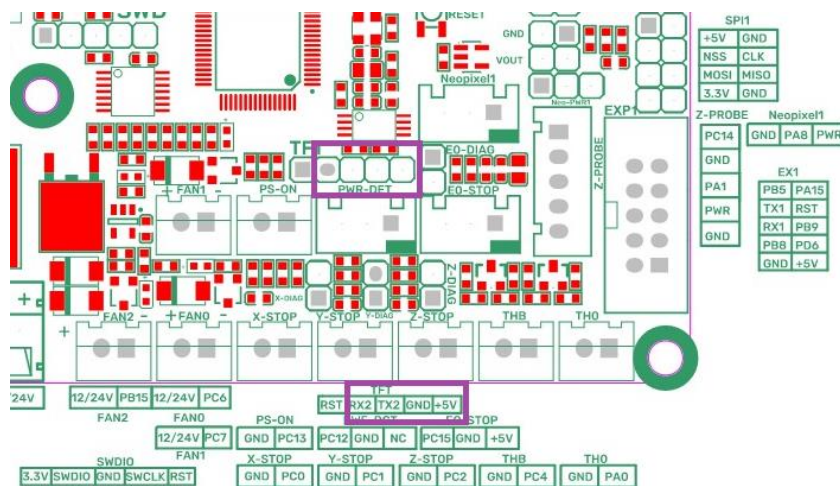 SWD
RESET
GND
VOUT
Neopixel1
Neo-PWR1
EXP1
SPI1
+5V GND
NSS CLK
MOSI MISO
3.3V GND
Z-PROBE
PC14
GND
PA1
PWR
GND
Neopixel1
GND PA8 PWR
EX1
PB5 PA15
TX1 RST
RX1 PB9
PB8 PD6
GND +5V
E0-DIAG
Z-PROBE
+ FAN1 -
PS-ON
PWR-DET
E0-STOP
X-DIAG
Z-DIAG
+
FAN2 -
+ FAN0 -
X-STOP
Y-STOP
Y-DIAG
Z-STOP
THB
TH0
/24V
12/24V PB15
12/24V PC6
FAN2
FAN0
TFT
RST RX2 TX2 GND +5V
12/24V PC7
FAN1
PS-ON
GND PC13
PC12 GND NC
PC15 GND +5V
SWDIO
3.3V SWDIO GND SWCLK RST
X-STOP
GND PC0
Y-STOP
GND PC1
Z-STOP
GND PC2
THB
GND PC4
TH0
GND PA0